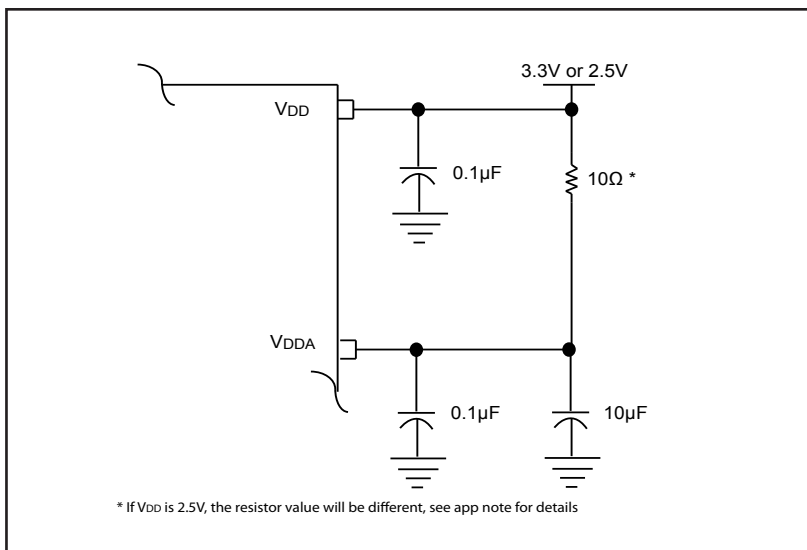 3.3V or 2.5V
VDD
0.1µF
10Ω *
VDDA
0.1µF
10µF
* If VDD is 2.5V, the resistor value will be different, see app note for details